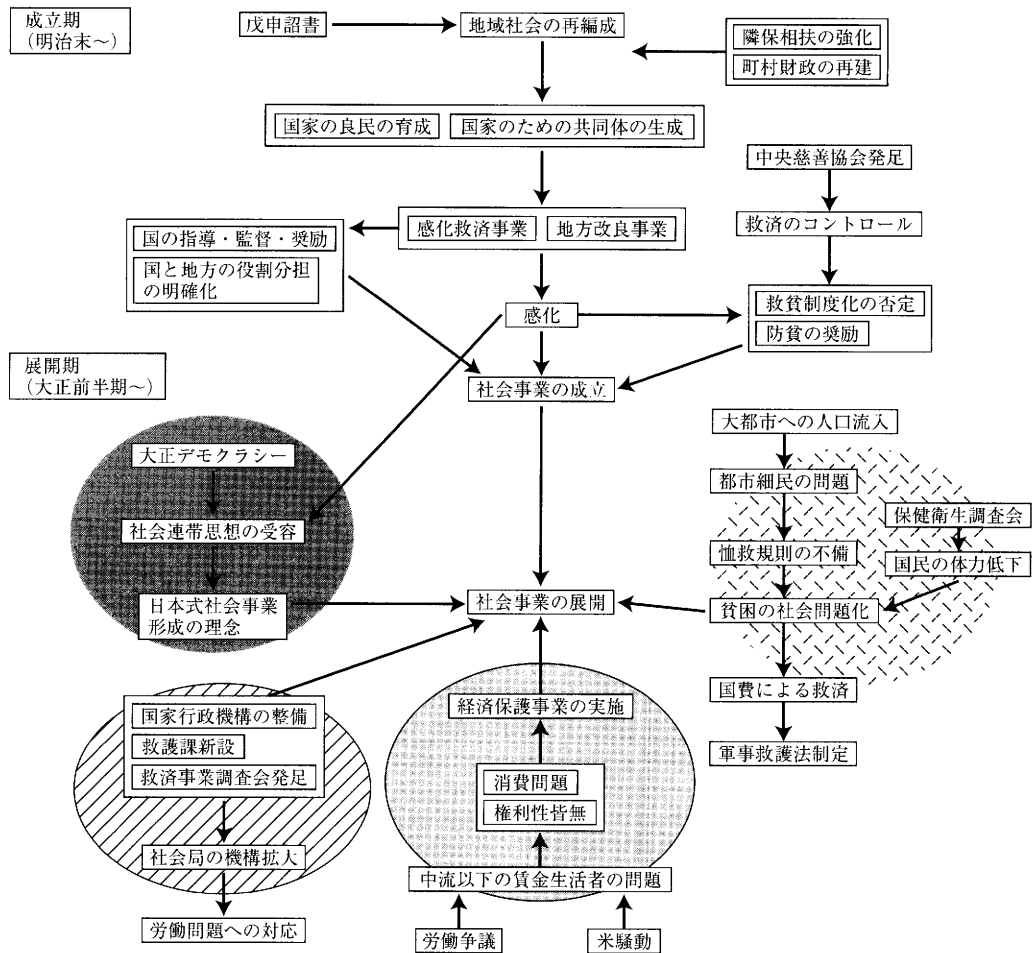 成立期
(明治末~)
戊申詔書
地域社会の再編成
隣保相扶の強化
町村財政の再建
国家の良民の育成
国家のための共同体の生成
中央慈善協会発足
感化救済事業
地方改良事業
救済のコントロール
国の指導・監督・奨励
国と地方の役割分担
の明確化
感化
救貧制度化の否定
防貧の奨励
展開期
(大正前半期~)
社会事業の成立
大都市への人口流入
大正デモクラシー
都市細民の問題
社会連帯思想の受容
保健衛生調査会
恤救規則の不備
国民の体力低下
日本式社会事業
形成の理念
社会事業の展開
貧困の社会問題化
国費による救済
軍事救護法制定
国家行政機構の整備
救護課新設
救済事業調査会発足
経済保護事業の実施
消費問題
権利性皆無
社会局の機構拡大
中流以下の賃金生活者の問題
労働問題への対応
労働争議
米騒動